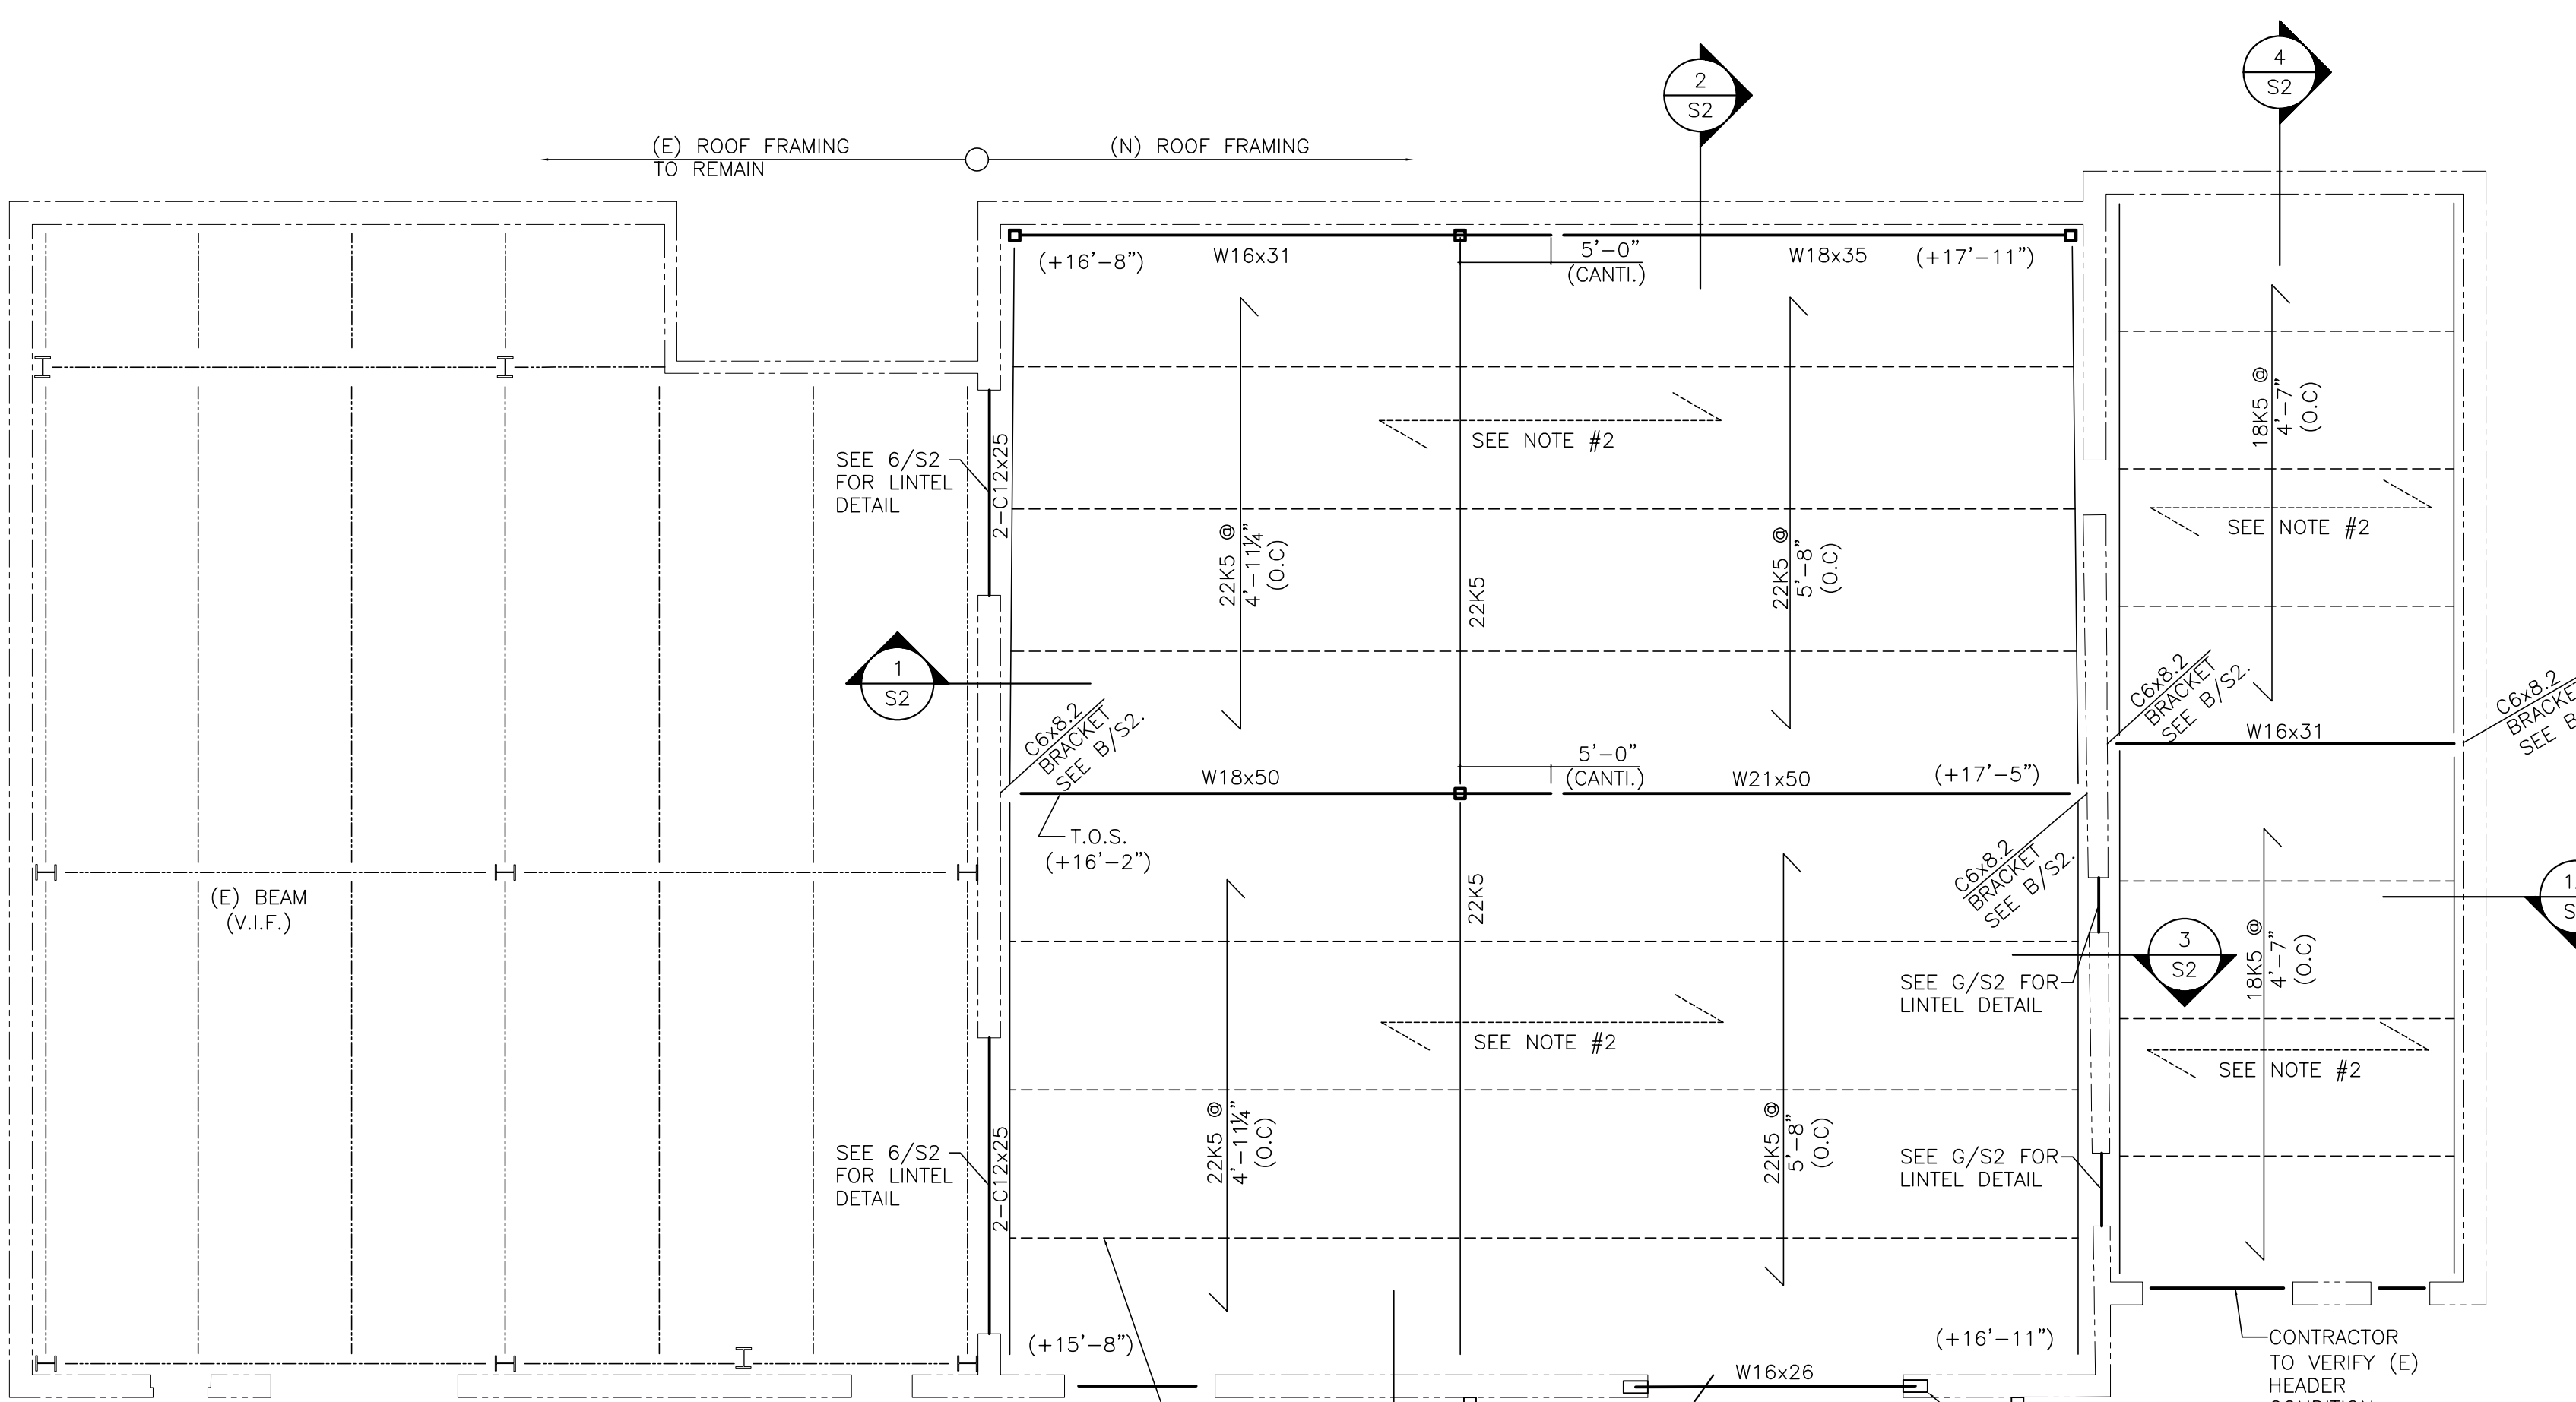 4
S2
2
S2
(E) ROOF FRAMING
TO REMAIN
(N) ROOF FRAMING
(+16'-8")
W16x31
5'-0"
(CANTI.)
W18x35
(+17'-11")
SEE 6/S2
FOR LINTEL
DETAIL
2-C12x25
SEE NOTE #2
22K5 @
4'-11¼"
(O.C)
22K5
22K5 @
5'-8"
(O.C)
18K5 @
4'-7"
(O.C)
SEE NOTE #2
1
S2
C6x8.2
BRACKET
SEE B/S2.
W18x50
5'-0"
(CANTI.)
W21x50
(+17'-5")
C6x8.2
BRACKET
SEE B/S2.
W16x31
C6x8.2
T.O.S.
(+16'-2")
C6x8.2
BRACKET
SEE B/S2.
(E) BEAM
(V.I.F.)
22K5
3
S2
SEE G/S2 FOR
LINTEL DETAIL
18K5 @
4'-7"
(O.C)
SEE NOTE #2
SEE NOTE #2
SEE 6/S2
FOR LINTEL
DETAIL
2-C12x25
22K5 @
4'-11¼"
(O.C)
22K5 @
5'-8"
(O.C)
SEE G/S2 FOR
LINTEL DETAIL
(+15'-8")
(+16'-11")
W16x26
CONTRACTOR
TO VERIFY (E)
HEADER